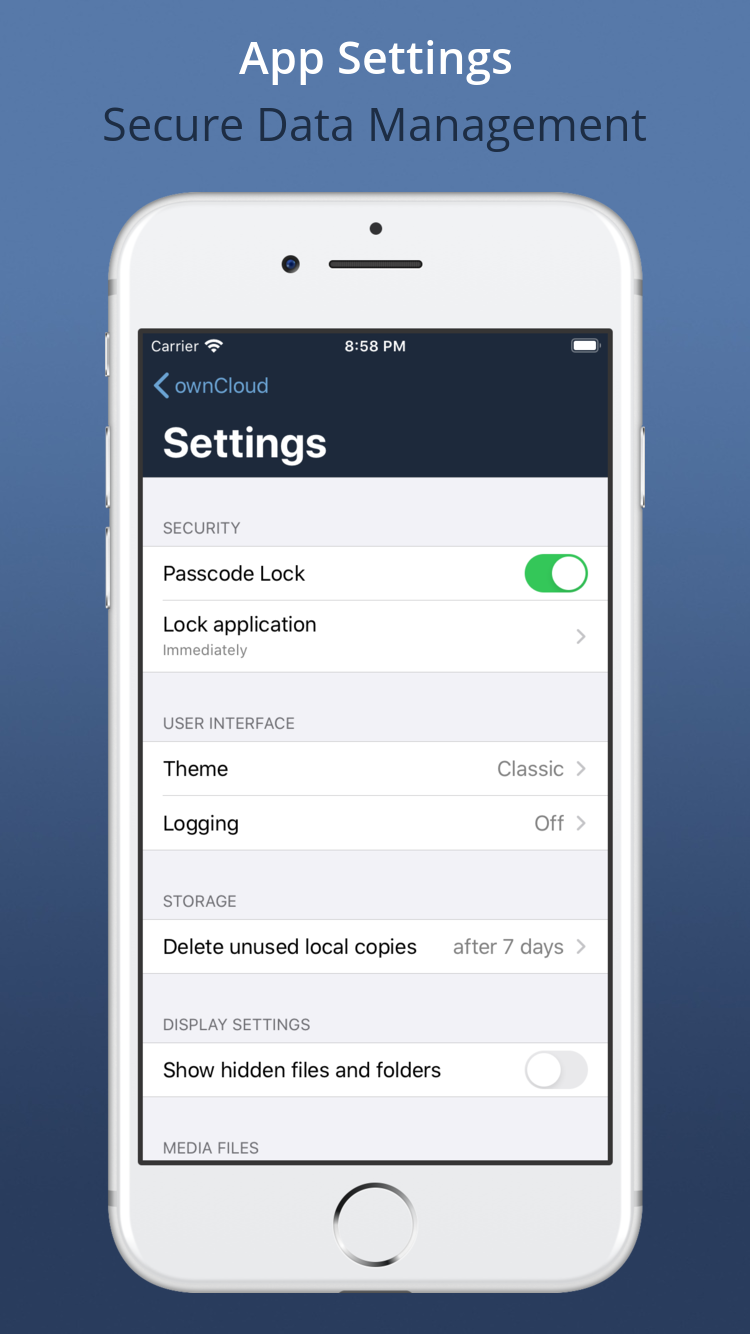 App Settings
Secure Data Management
Carrier 8:58 PM
ownCloud
Settings
SECURITY
Passcode Lock
Lock application
Immediately
USER INTERFACE
Theme Classic
Logging Off
STORAGE
Delete unused local copies after 7 days
DISPLAY SETTINGS
Show hidden files and folders
MEDIA FILES